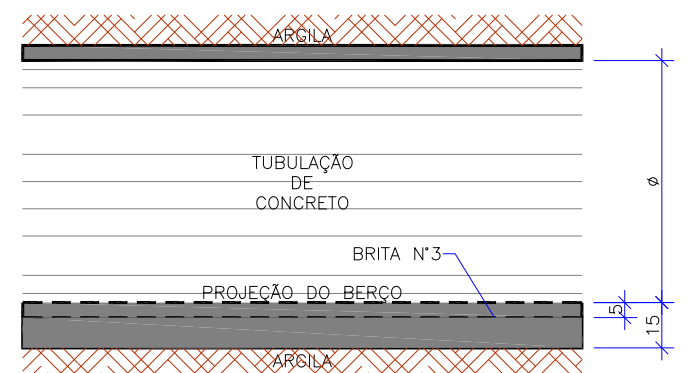 ARGILA
TUBULAÇÃO
DE
CONCRETO
ø
BRITA N°3
PROJEÇÃO DO BERÇO
5
15
ARGILA